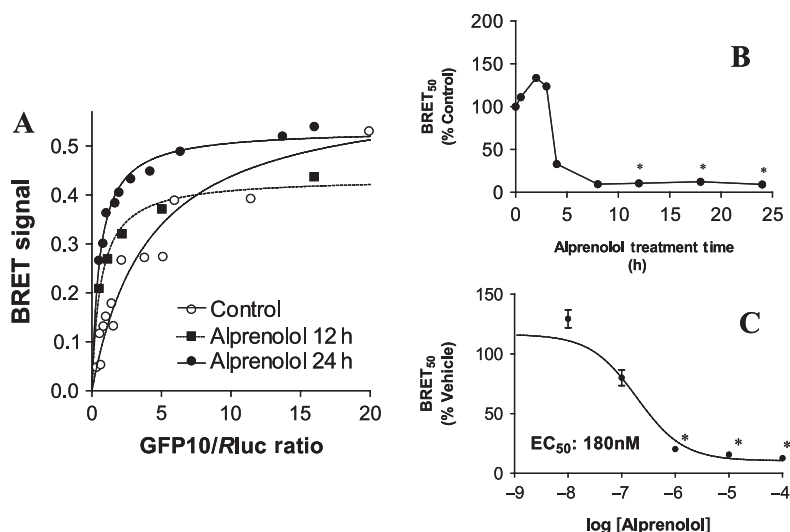 A
BRET signal
0.5
0.4
0.3
0.2
0.1
0.0
0 5 10 15 20
GFP10/Rluc ratio
Control
Alprenolol 12 h
Alprenolol 24 h
B
BRET50
(% Control)
200
150
100
50
0
0 5 10 15 20 25
Alprenolol treatment time
(h)
* * *
C
BRET50
(% Vehicle)
150
100
50
0
EC50: 180nM
* * *
–9 –8 –7 –6 –5 –4
log [Alprenolol]